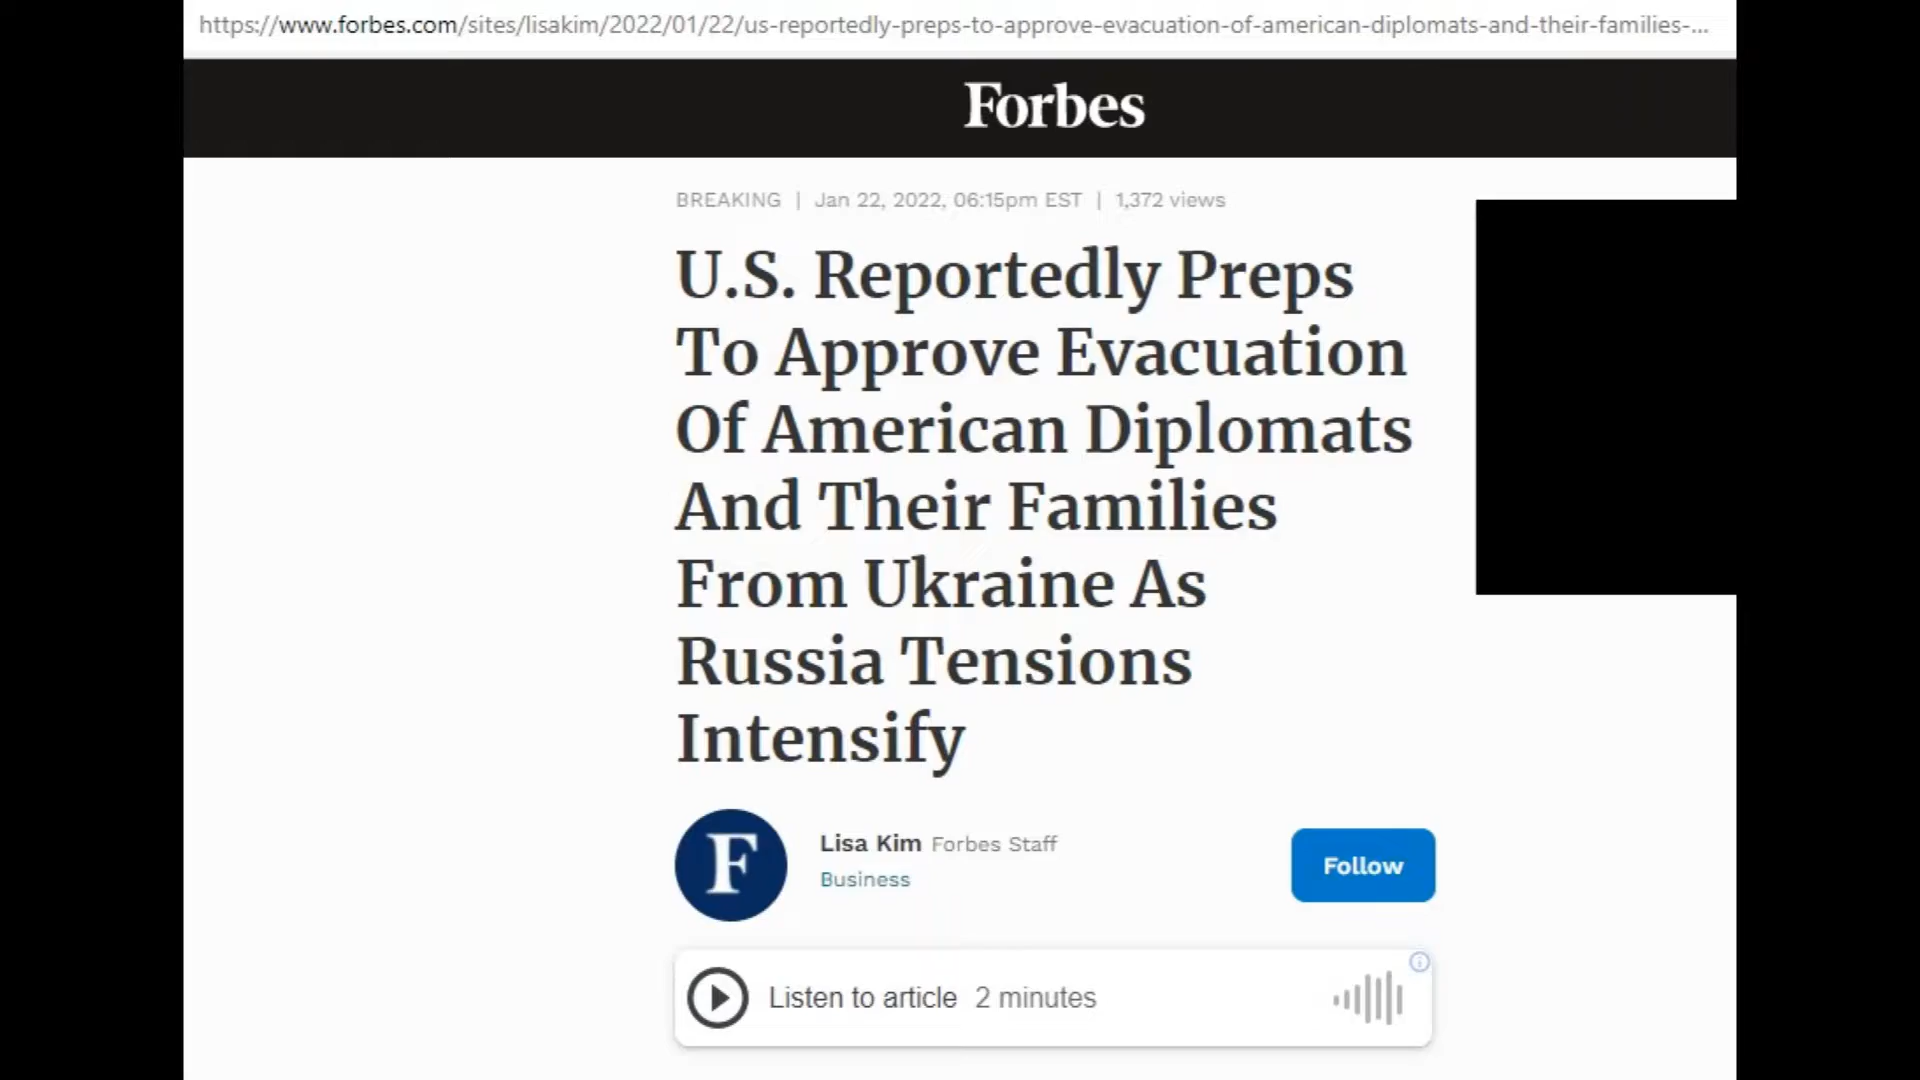 https://www.forbes.com/sites/lisakim/2022/01/22/us-reportedly-preps-to-approve-evacuation-of-american-diplomats-and-their-families-...
Forbes
BREAKING | Jan 22, 2022, 06:15pm EST | 1,372 views
U.S. Reportedly Preps
To Approve Evacuation
Of American Diplomats
And Their Families
From Ukraine As
Russia Tensions
Intensify
F
Lisa Kim Forbes Staff
Business
Follow
Listen to article 2 minutes